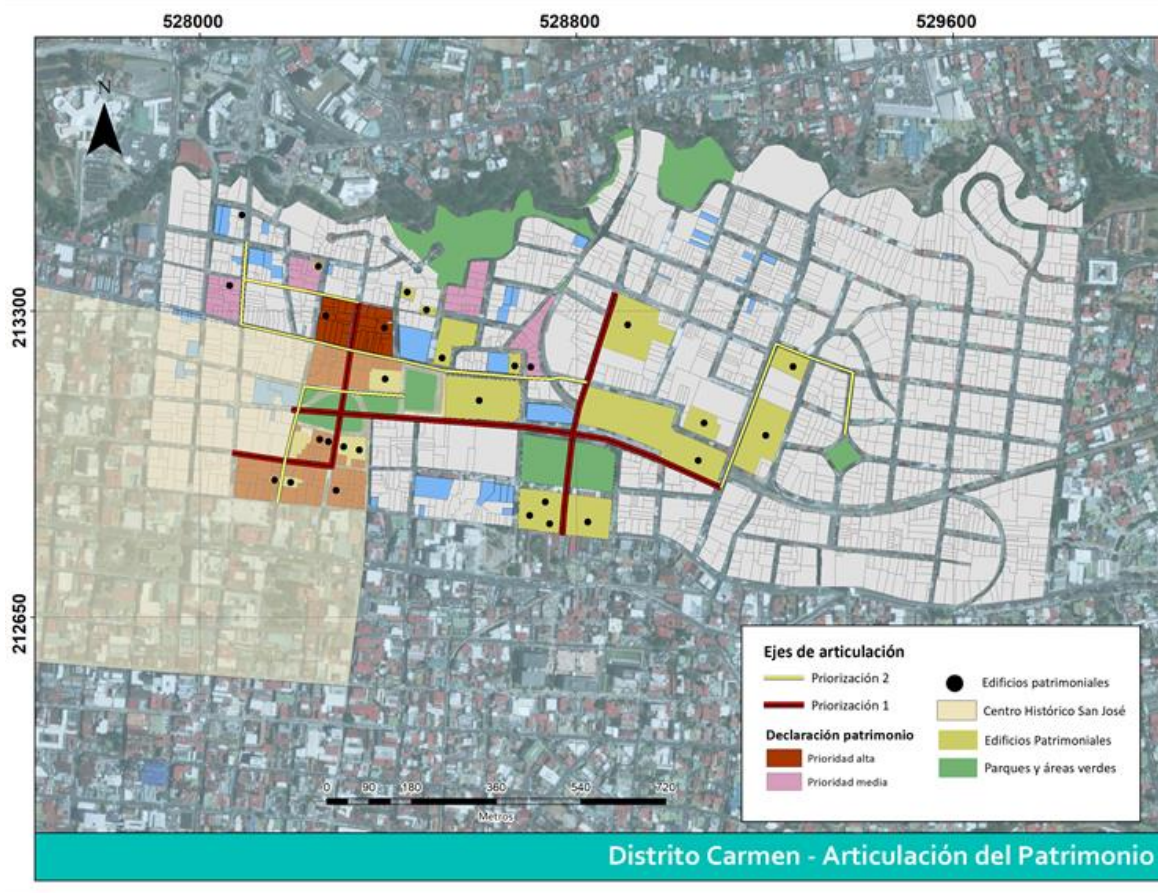 528000 528800 529600
N
213300
212650
Ejes de articulación
Priorización 2
Priorización 1
Declaración patrimonio
Prioridad alta
Prioridad media
Edificios patrimoniales
Centro Histórico San José
Edificios Patrimoniales
Parques y áreas verdes
0 90 180 360 540 720
Metros
Distrito Carmen - Articulación del Patrimonio